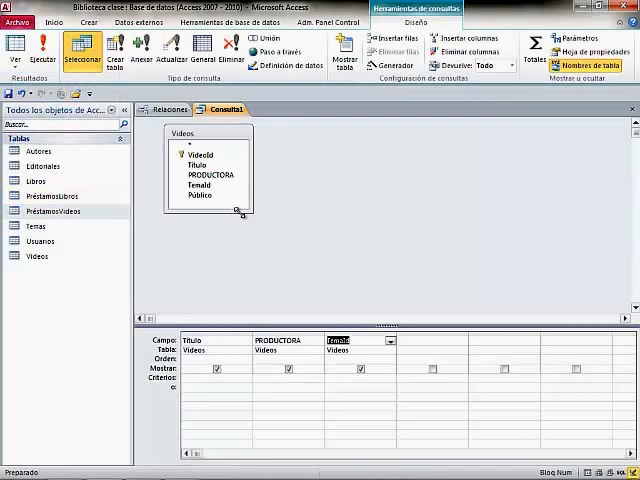 Biblioteca clase : Base de datos (Access 2007 - 2010) - Microsoft Access
Herramientas de consultas
Archivo Inicio Crear Datos externos Herramientas de base de datos Adm. Panel Control Diseño
Ver
Ejecutar
Resultados
Seleccionar
Crear tabla
Anexar
Actualizar
General
Eliminar
Unión
Paso a través
Definición de datos
Tipo de consulta
Mostrar tabla
Insertar filas
Eliminar filas
Generador
Insertar columnas
Eliminar columnas
Devuelve: Todo
Configuración de consultas
Totales
Parámetros
Hoja de propiedades
Nombres de tabla
Mostrar u ocultar
Todos los objetos de Acc...
Buscar...
Tablas
Autores
Editoriales
Libros
PréstamosLibros
PréstamosVideos
Temas
Usuarios
Videos
Relaciones
Consulta1
Videos
*
VideoId
Título
PRODUCTORA
TemaId
Público
Campo: Título PRODUCTORA TemaId
Tabla: Videos Videos Videos
Orden:
Mostrar:
Criterios:
o:
Preparado
Bloq Num
SQL